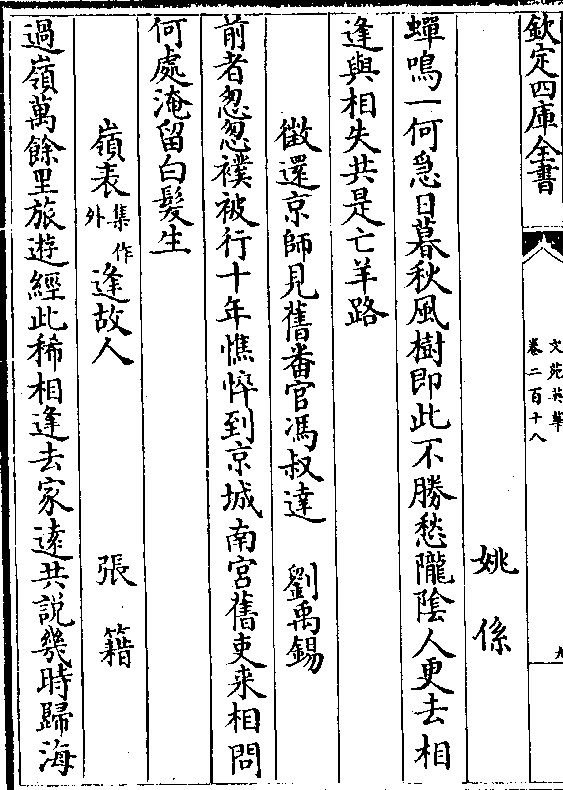 欽定四庫全書
文苑英華
卷二百十八
九
姚係
蟬鳴一何急日暮秋風樹即此不勝愁隴陰人更去相
逢與相失共是亡羊路
徵還京師見舊番官馮叔達 劉禹錫
前者怱怱襆被行十年憔悴到京城南宮舊吏来相問
何處淹留白髪生
嶺表集作外逢故人 張籍
過嶺萬餘里旅遊經此稀相逢去家逺共説幾時歸海